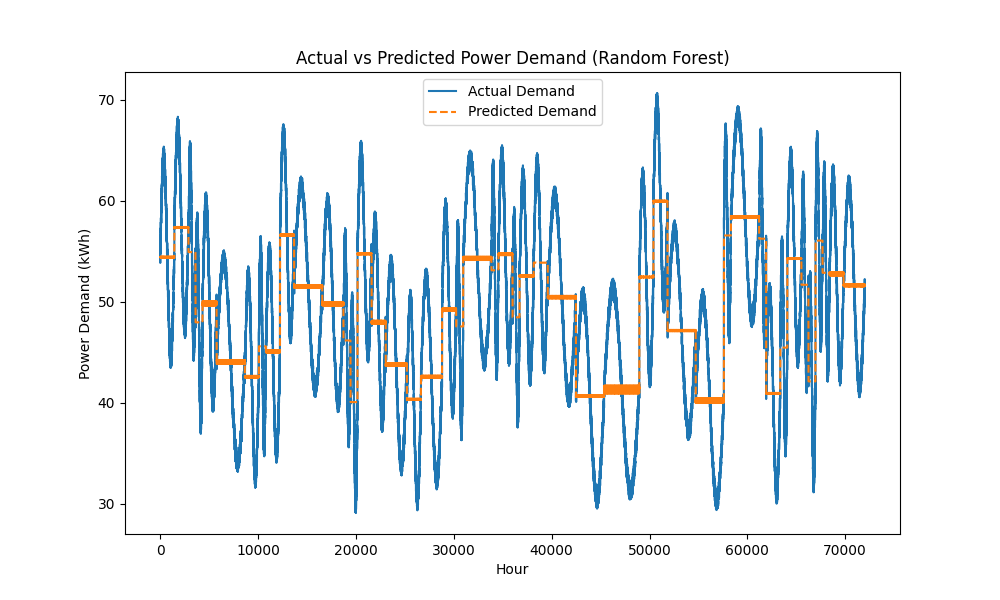 Actual vs Predicted Power Demand (Random Forest)
Actual Demand
Predicted Demand
Power Demand (kWh)
70
60
50
40
30
0 10000 20000 30000 40000 50000 60000 70000
Hour